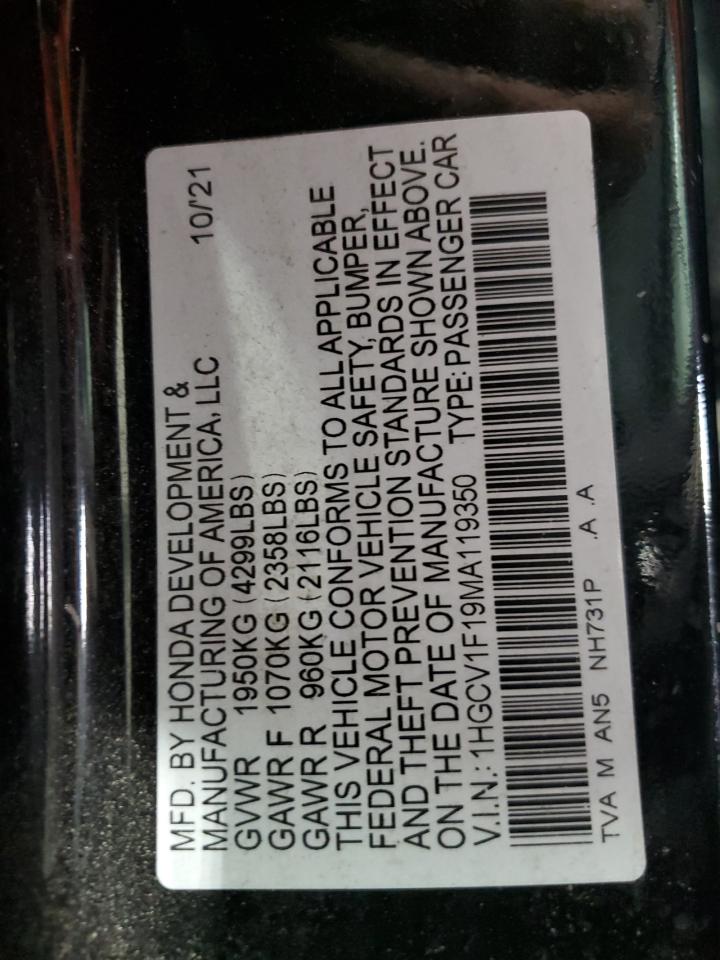 MFD. BY HONDA DEVELOPMENT &
MANUFACTURING OF AMERICA, LLC 10/'21
GVWR 1950KG (4299LBS)
GAWR F 1070KG (2358LBS)
GAWR R 960KG (2116LBS)
THIS VEHICLE CONFORMS TO ALL APPLICABLE
FEDERAL MOTOR VEHICLE SAFETY, BUMPER,
AND THEFT PREVENTION STANDARDS IN EFFECT
ON THE DATE OF MANUFACTURE SHOWN ABOVE.
V.I.N.: 1HGCV1F19MA119350 TYPE: PASSENGER CAR
TVA M AN5 NH731P .A .A